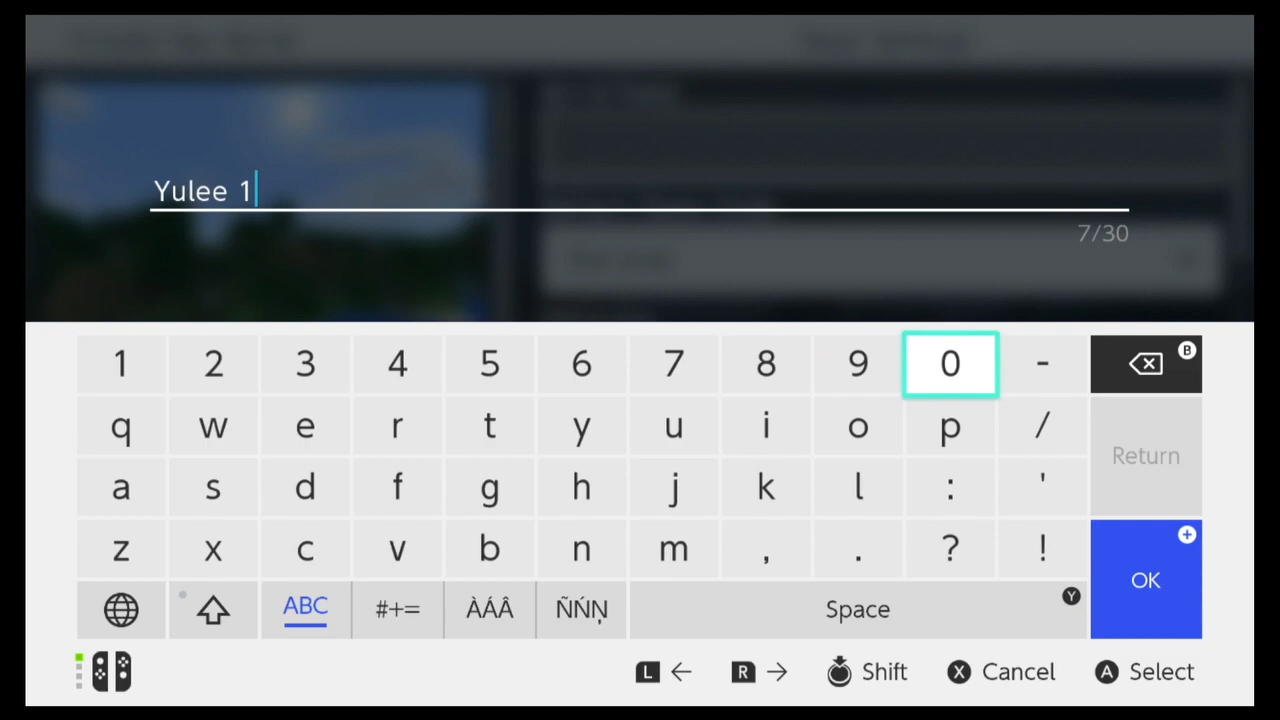 Yulee 1
7/30
1 2 3 4 5 6 7 8 9 0 - B
q w e r t y u i o p /
Return
a s d f g h j k l : '
z x c v b n m , . ? ! +
OK
ABC #+= ÀÁÂ ÑŃŅ Space Y
L ← R → Shift X Cancel A Select